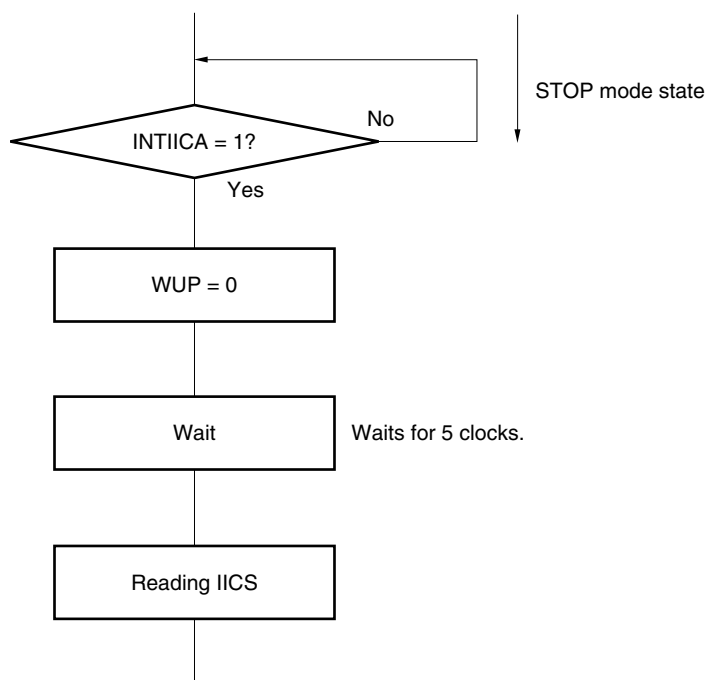 STOP mode state
No
INTIICA = 1?
Yes
WUP = 0
Wait
Waits for 5 clocks.
Reading IICS